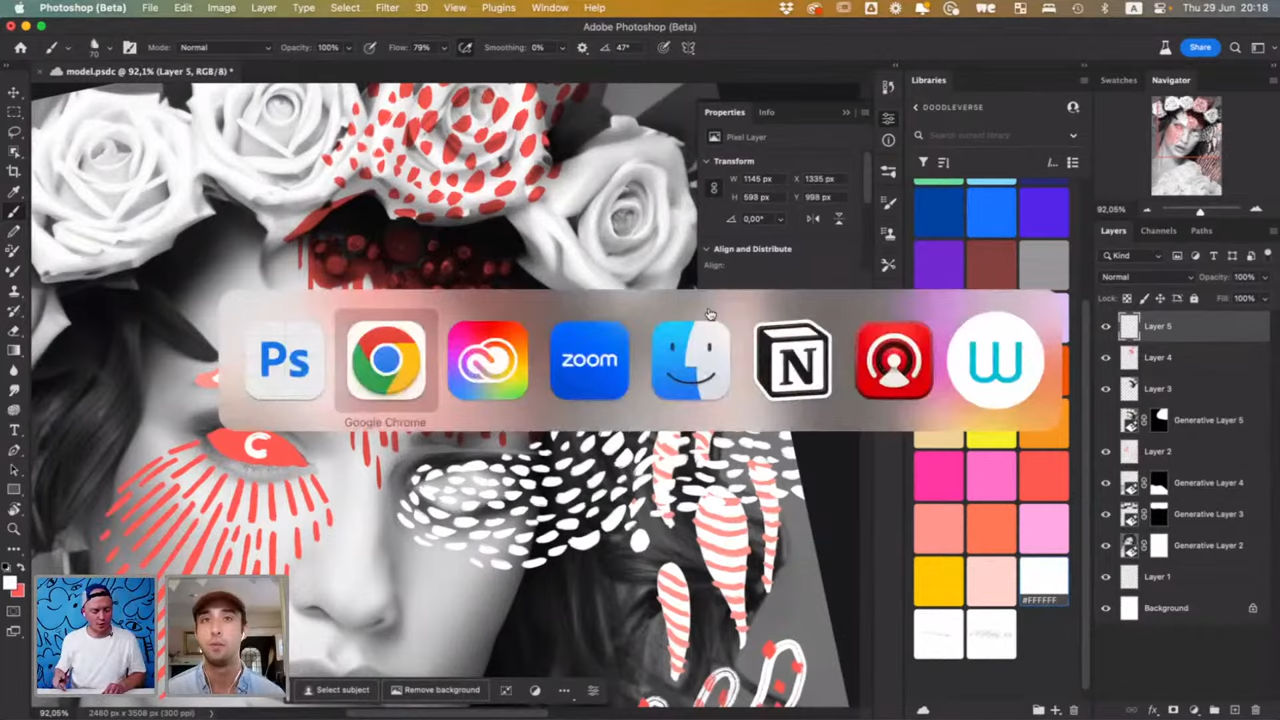 Photoshop (Beta) File Edit Image Layer Type Select Filter 3D View Plugins Window Help A Thu 29 Jun 20:18
Adobe Photoshop (Beta)
70 Mode: Normal Opacity: 100% Flow: 79% Smoothing: 0% 47° Share
model.psdc @ 92,1% (Layer 5, RGB/8) *
Properties Info
Pixel Layer
Transform
W 1145 px X 1335 px
H 598 px Y 998 px
0,00°
Align and Distribute
Align:
Libraries
DOODLEVERSE
Search current library
#FFFFFF
Swatches Navigator
92,05%
Layers Channels Paths
Kind
Normal Opacity: 100%
Lock: Fill: 100%
Layer 5
Layer 4
Layer 3
Generative Layer 5
Layer 2
Generative Layer 4
Generative Layer 3
Generative Layer 2
Layer 1
Background
Ps zoom N W
Google Chrome
C
Select subject Remove background
92,05% 2480 px x 3508 px (300 ppi)
fx